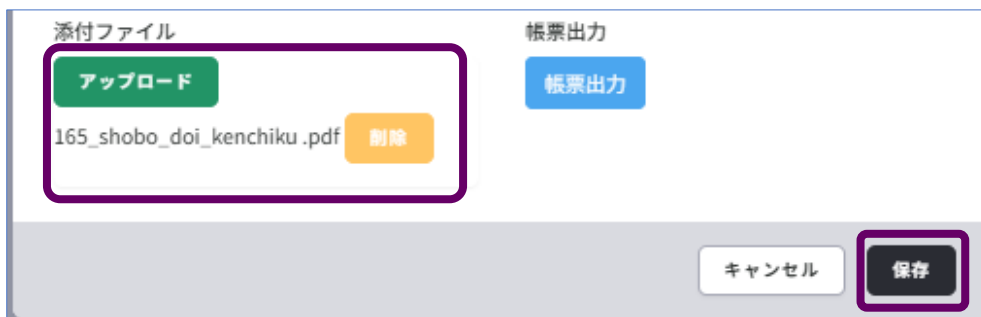 添付ファイル
アップロード
165_shobo_doi_kenchiku .pdf 削除
帳票出力
帳票出力
キャンセル 保存